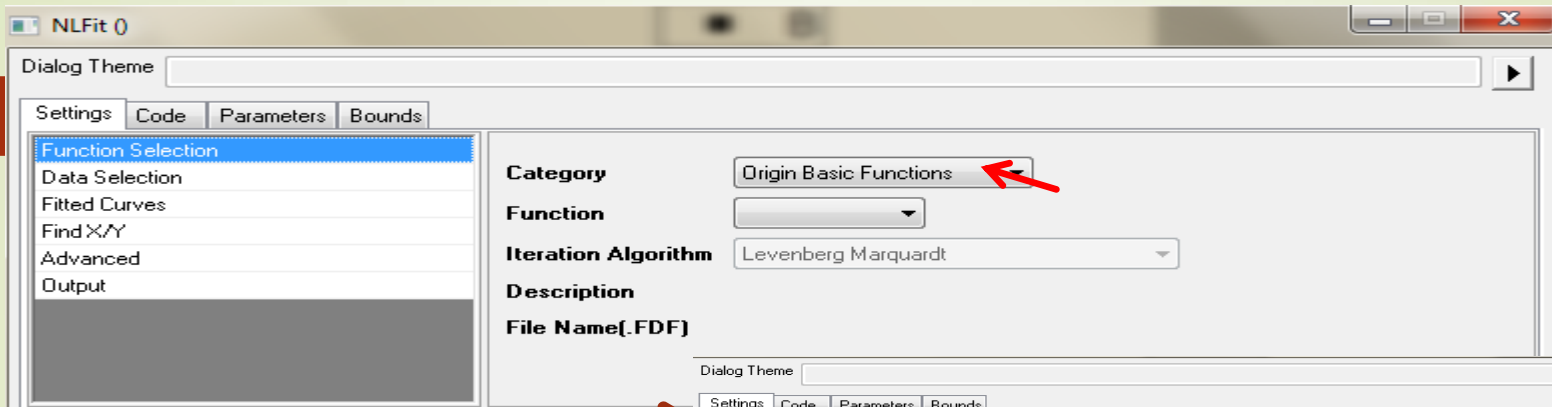 NLFit ()
Dialog Theme
Settings Code Parameters Bounds
Function Selection
Data Selection
Fitted Curves
Find X/Y
Advanced
Output
Category Origin Basic Functions
Function
Iteration Algorithm Levenberg Marquardt
Description
File Name(.FDF)
Dialog Theme
Settings Code Parameters Bounds